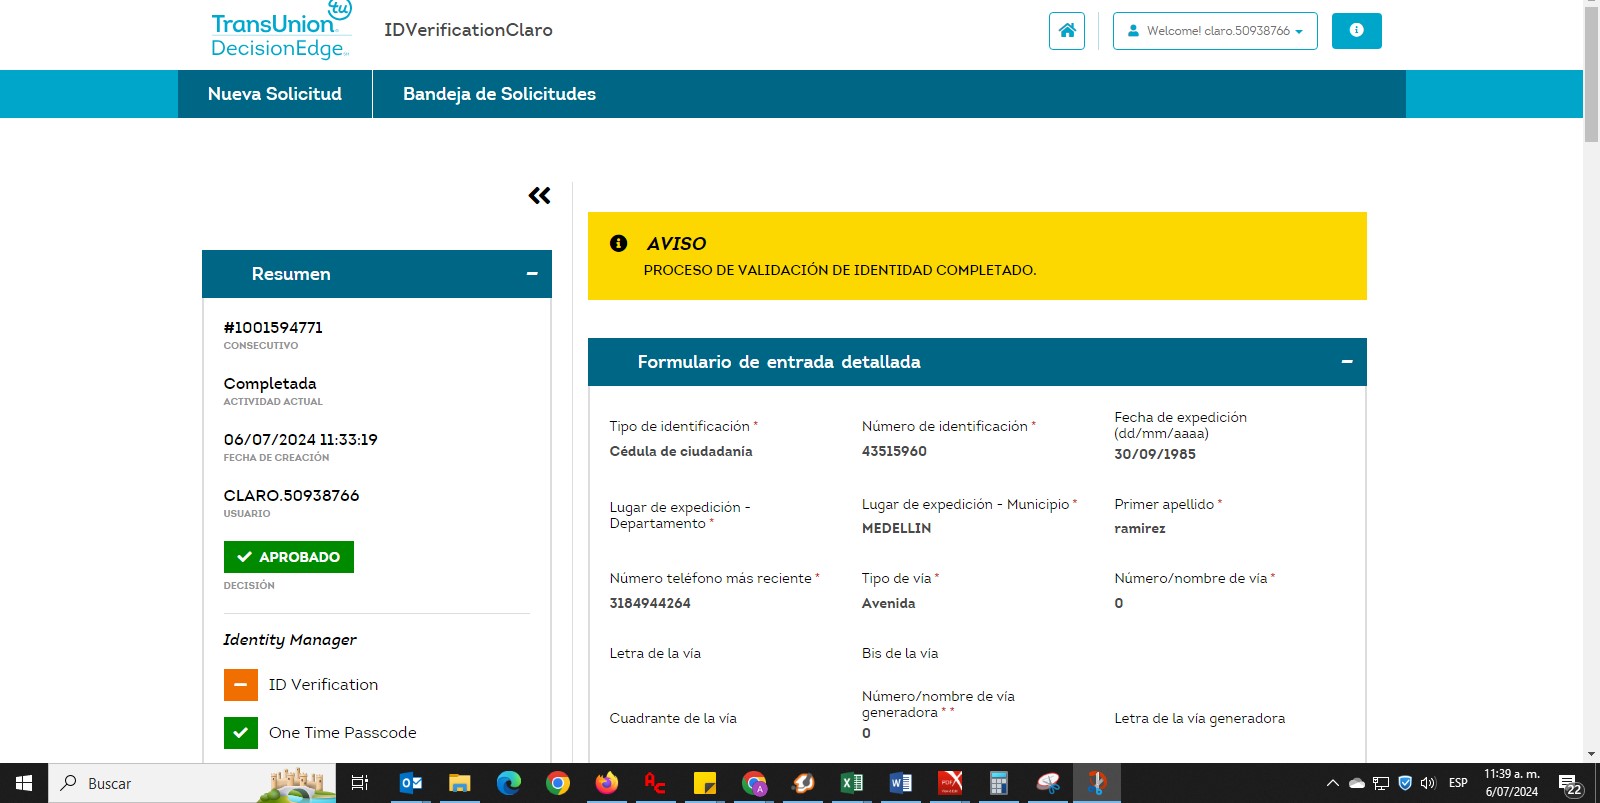 TransUnion
tu
DecisionEdge
IDVerificationClaro
Welcome! claro.50938766
Nueva Solicitud
Bandeja de Solicitudes
Resumen
#1001594771
CONSECUTIVO
Completada
ACTIVIDAD ACTUAL
06/07/2024 11:33:19
FECHA DE CREACIÓN
CLARO.50938766
USUARIO
APROBADO
DECISIÓN
Identity Manager
ID Verification
One Time Passcode
AVISO
PROCESO DE VALIDACIÓN DE IDENTIDAD COMPLETADO.
Formulario de entrada detallada
Tipo de identificación *
Cédula de ciudadanía
Número de identificación *
43515960
Fecha de expedición
(dd/mm/aaaa)
30/09/1985
Lugar de expedición -
Departamento *
Lugar de expedición - Municipio *
MEDELLIN
Primer apellido *
ramirez
Número teléfono más reciente *
3184944264
Tipo de vía *
Avenida
Número/nombre de vía *
0
Letra de la vía
Bis de la vía
Cuadrante de la vía
Número/nombre de vía
generadora * *
0
Letra de la vía generadora
Buscar
ESP
11:39 a. m.
6/07/2024
22